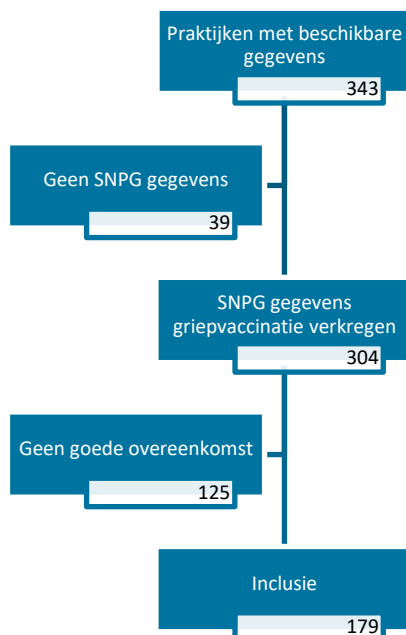 Praktijken met beschikbare
gegevens
343
Geen SNPG gegevens
39
SNPG gegevens
griepvaccinatie verkregen
304
Geen goede overeenkomst
125
Inclusie
179